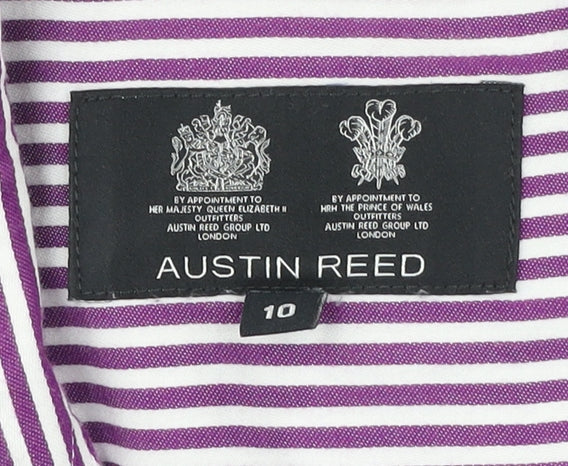 BY APPOINTMENT TO
HER MAJESTY QUEEN ELIZABETH II
OUTFITTERS
AUSTIN REED GROUP LTD
LONDON
BY APPOINTMENT TO
HRH THE PRINCE OF WALES
OUTFITTERS
AUSTIN REED GROUP LTD
LONDON
AUSTIN REED
10